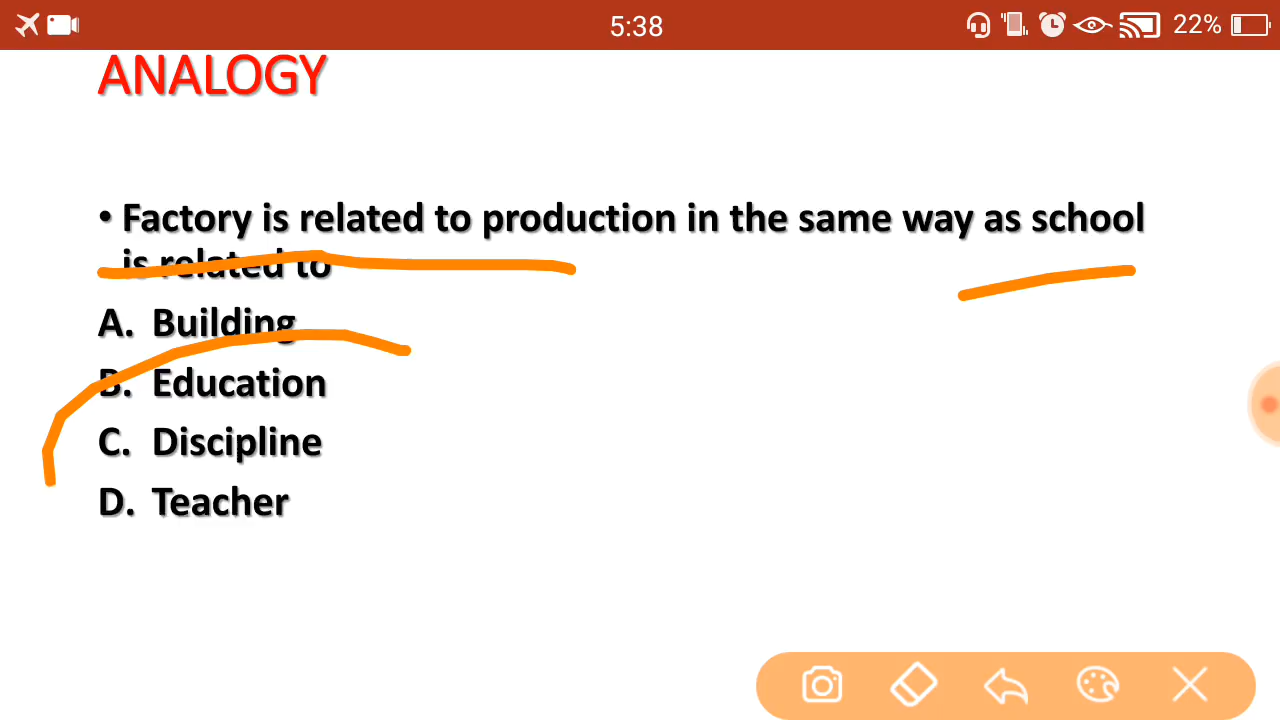 5:38
22%
ANALOGY
• Factory is related to production in the same way as school
is related to
A. Building
B. Education
C. Discipline
D. Teacher